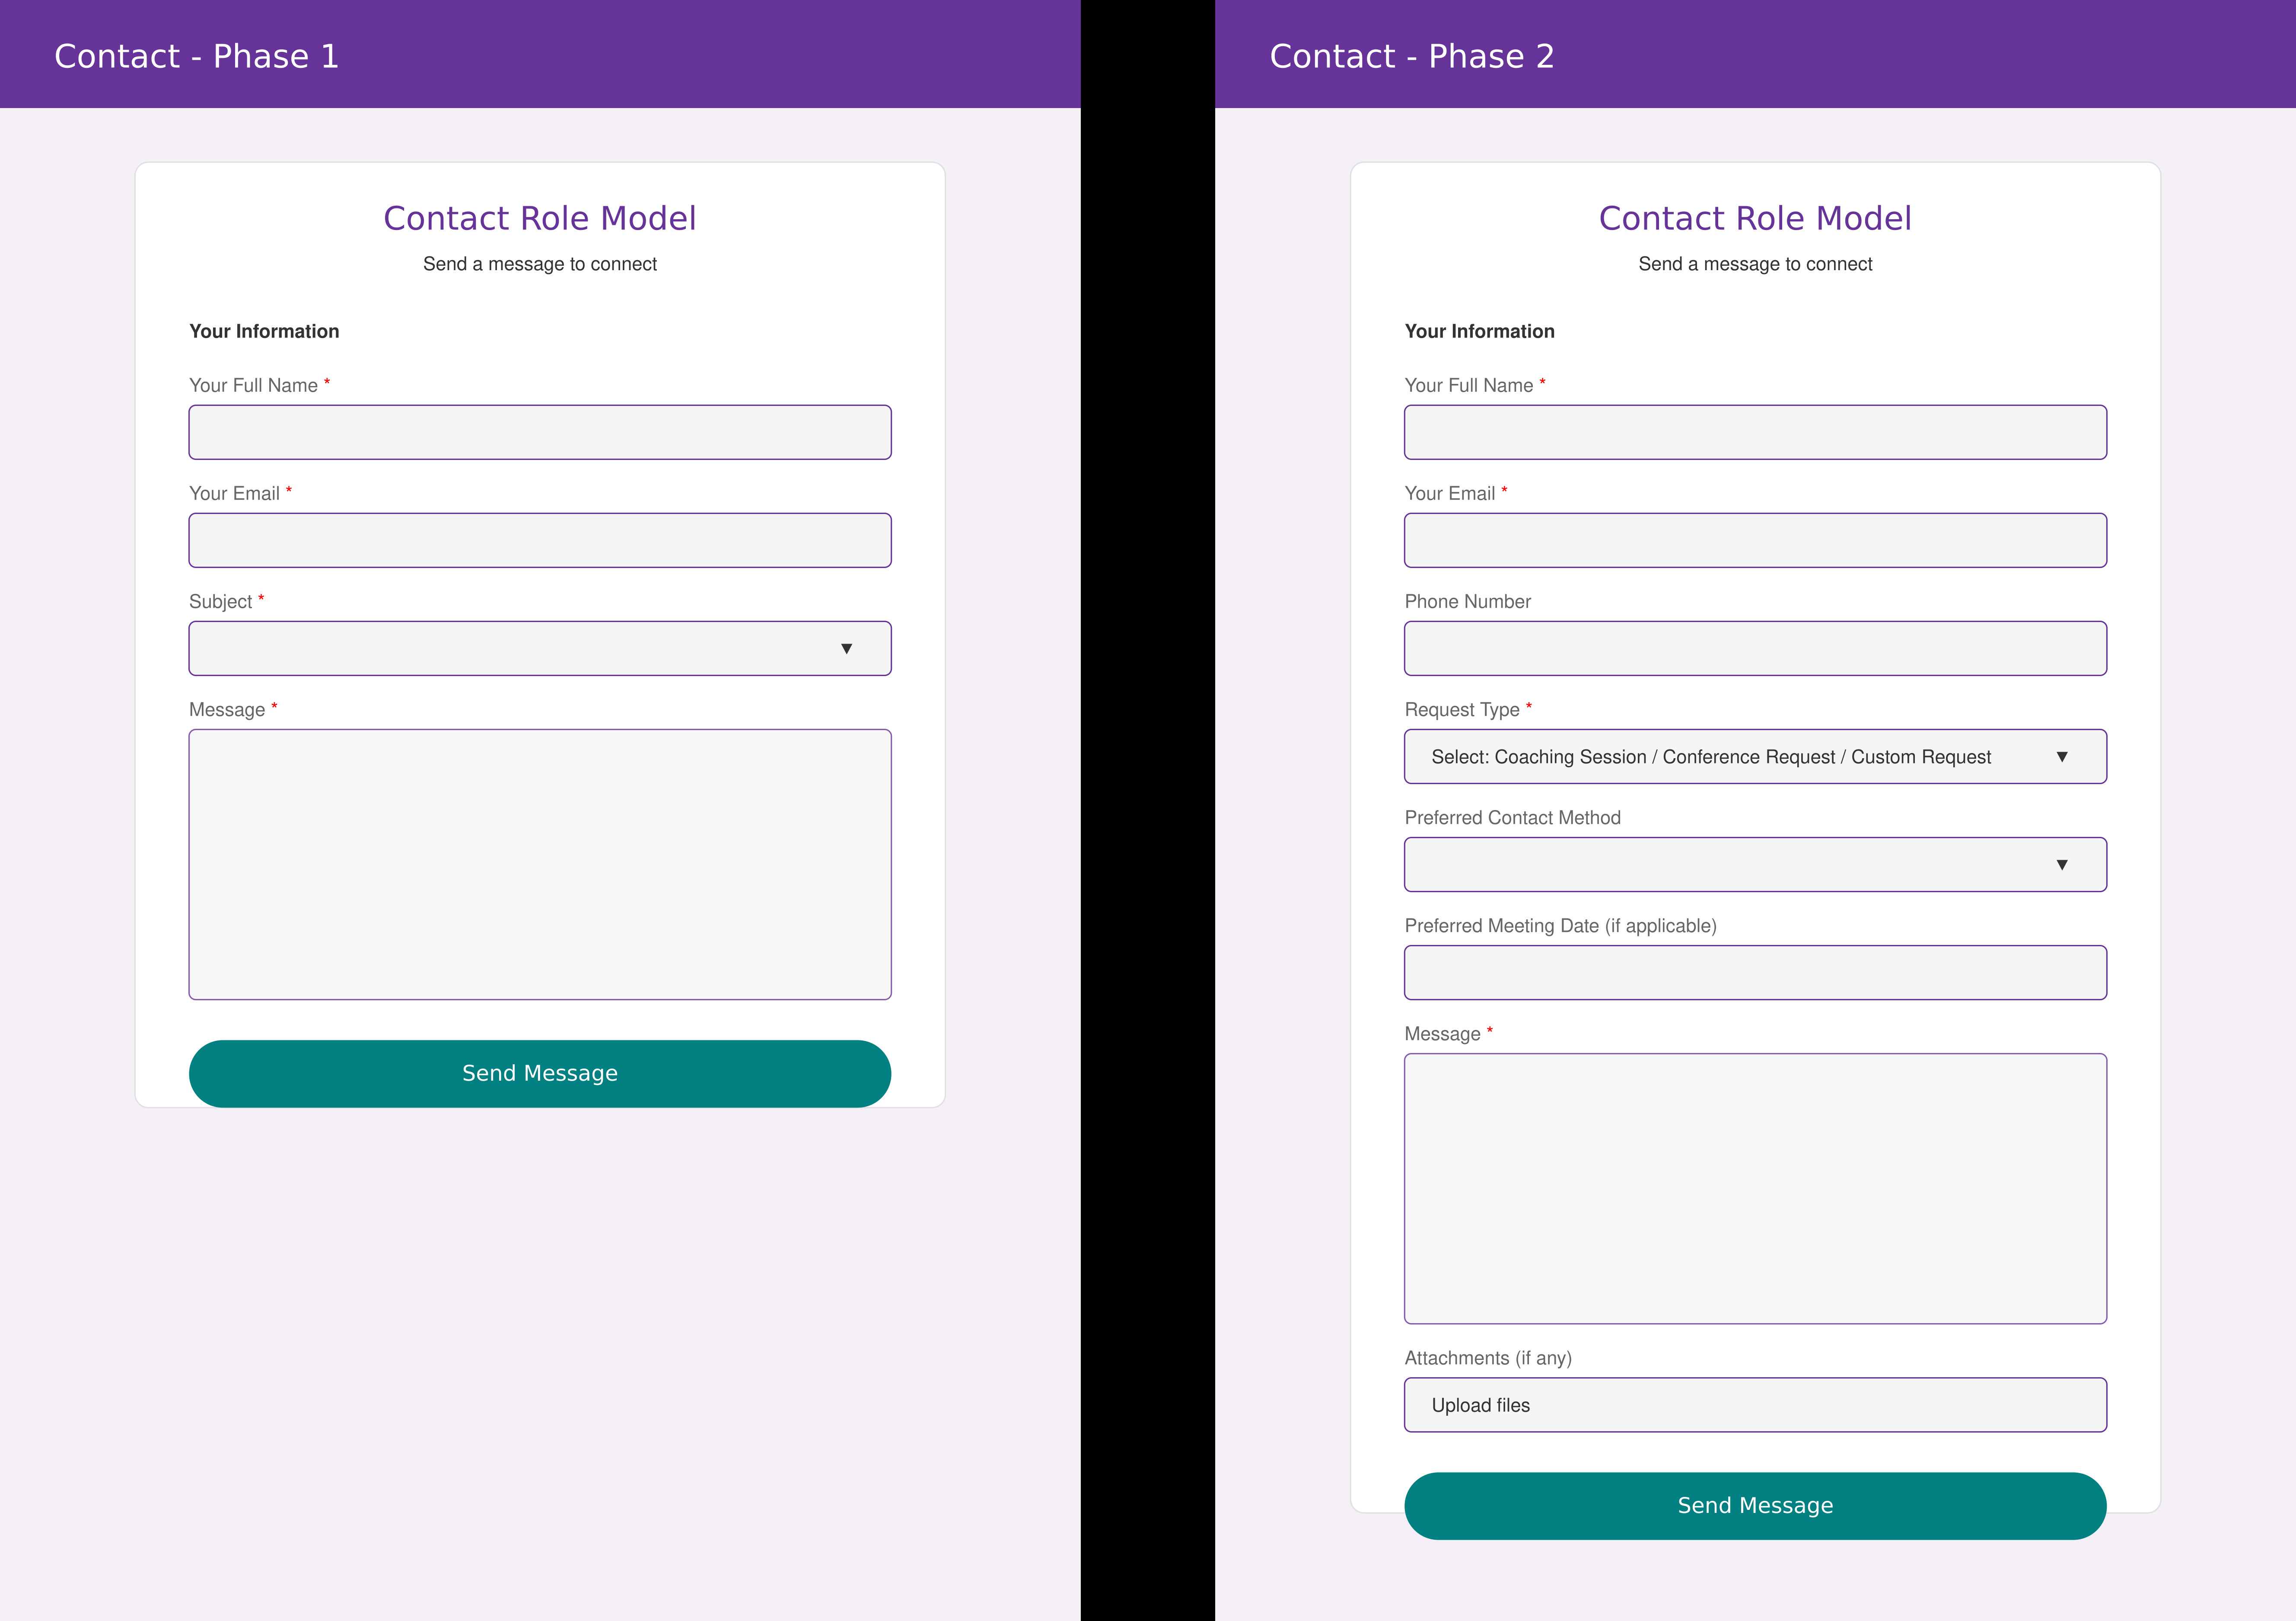 Contact - Phase 1
Contact Role Model
Send a message to connect
Your Information
Your Full Name *
Your Email *
Subject *
▼
Message *
Send Message
Contact - Phase 2
Contact Role Model
Send a message to connect
Your Information
Your Full Name *
Your Email *
Phone Number
Request Type *
Select: Coaching Session / Conference Request / Custom Request ▼
Preferred Contact Method
▼
Preferred Meeting Date (if applicable)
Message *
Attachments (if any)
Upload files
Send Message